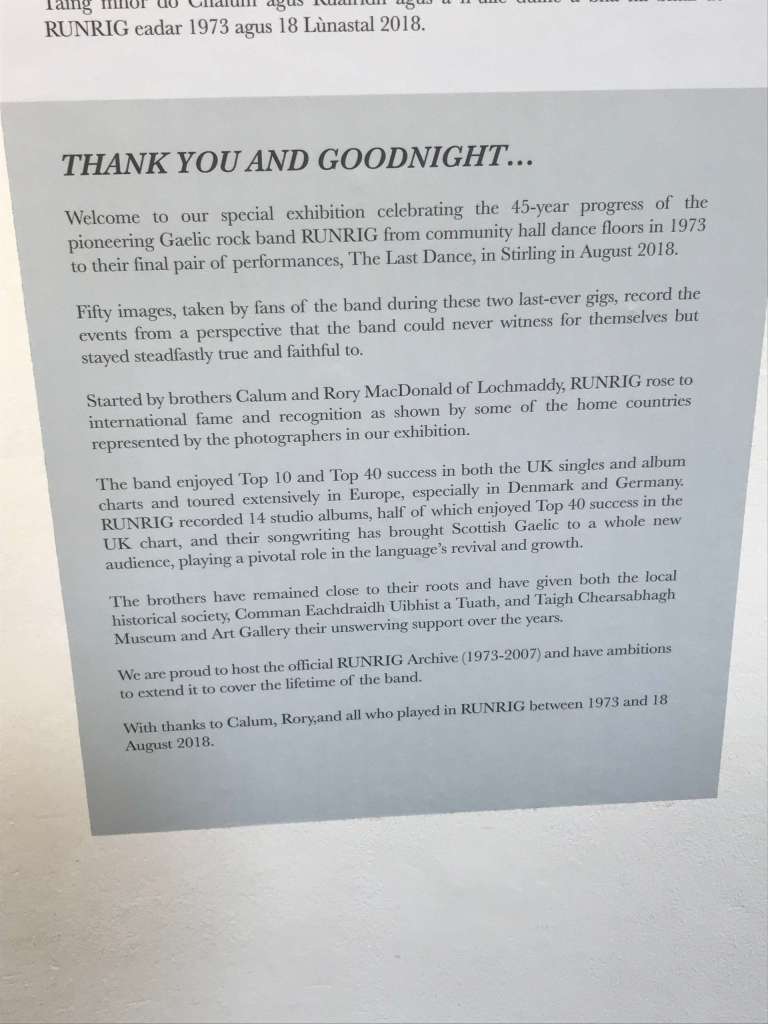 Taing mhòr do Chalum agus Ruairidh agus a h-uile duine a bha
RUNRIG eadar 1973 agus 18 Lùnastal 2018.
THANK YOU AND GOODNIGHT...
Welcome to our special exhibition celebrating the 45-year progress of the
pioneering Gaelic rock band RUNRIG from community hall dance floors in 1973
to their final pair of performances, The Last Dance, in Stirling in August 2018.
Fifty images, taken by fans of the band during these two last-ever gigs, record the
events from a perspective that the band could never witness for themselves but
stayed steadfastly true and faithful to.
Started by brothers Calum and Rory MacDonald of Lochmaddy, RUNRIG rose to
international fame and recognition as shown by some of the home countries
represented by the photographers in our exhibition.
The band enjoyed Top 10 and Top 40 success in both the UK singles and album
charts and toured extensively in Europe, especially in Denmark and Germany.
RUNRIG recorded 14 studio albums, half of which enjoyed Top 40 success in the
UK chart, and their songwriting has brought Scottish Gaelic to a whole new
audience, playing a pivotal role in the language's revival and growth.
The brothers have remained close to their roots and have given both the local
historical society, Comman Eachdraidh Uibhist a Tuath, and Taigh Chearsabhagh
Museum and Art Gallery their unswerving support over the years.
We are proud to host the official RUNRIG Archive (1973-2007) and have ambitions
to extend it to cover the lifetime of the band.
With thanks to Calum, Rory,and all who played in RUNRIG between 1973 and 18
August 2018.